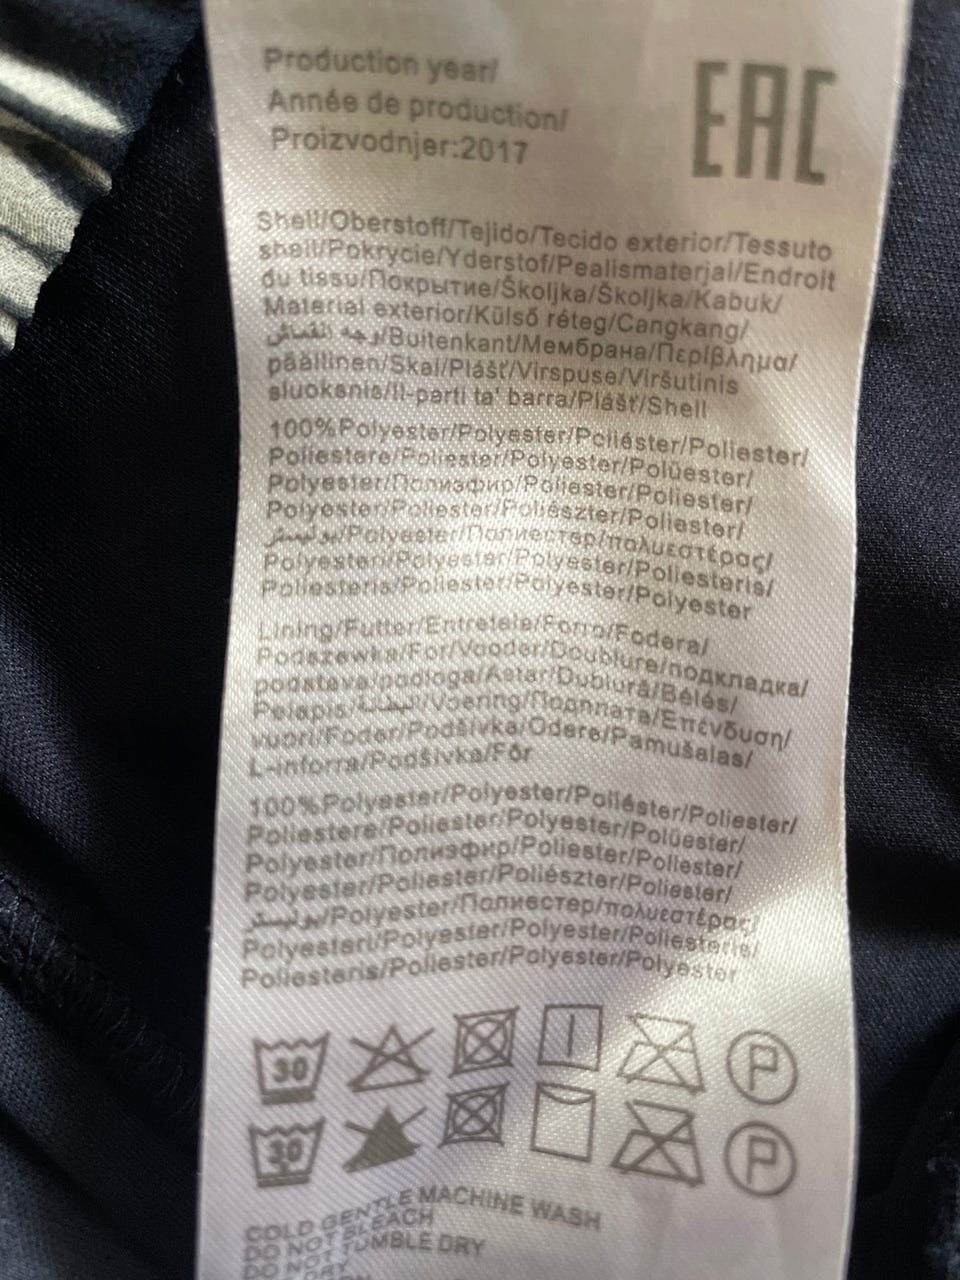 Production year/
Année de production/
Proizvodnjer:2017
EAC
Shell/Oberstoff/Tejido/Tecido exterior/Tessuto
shell/Pokrycie/Yderstof/Pealismaterjal/Endroit
du tissu/Покрытие/Školjka/Školjka/Kabuk/
Material exterior/Külső réteg/Cangkang/
وجه القماش/Buitenkant/Мембрана/Περίβλημα/
päällinen/Skal/Plášť/Virspuse/Viršutinis
sluoksnis/Il-parti ta' barra/Plášť/Shell
100%Polyester/Polyester/Poliéster/Poliester/
Poliestere/Poliester/Polyester/Polüester/
Polyester/Полиэфир/Poliester/Poliester/
Polyester/Poliester/Poliészter/Poliester/
بوليستر/Polyester/Полиестер/πολυεστέρας/
Polyesteri/Polyester/Polyester/Poliesteris/
Poliesteris/Poliester/Polyester/Polyester
Lining/Futter/Entretela/Forro/Fodera/
Podszewka/For/Vooder/Doublure/подкладка/
podstava/podloga/Astar/Dublură/Bélés/
Pelapis/البطانة/Voering/Подплата/Επένδυση/
vuori/Foder/Podšívka/Odere/Pamušalas/
L-inforra/Podšívka/Fôr
100%Polyester/Polyester/Poliéster/Poliester/
Poliestere/Poliester/Polyester/Polüester/
Polyester/Полиэфир/Poliester/Poliester/
Polyester/Poliester/Poliészter/Poliester/
بوليستر/Polyester/Полиестер/πολυεστέρας/
Polyesteri/Polyester/Polyester/Poliesteris/
Poliesteris/Poliester/Polyester/Polyester
30 P
30 P
COLD GENTLE MACHINE WASH
DO NOT BLEACH
DO NOT TUMBLE DRY
DRY